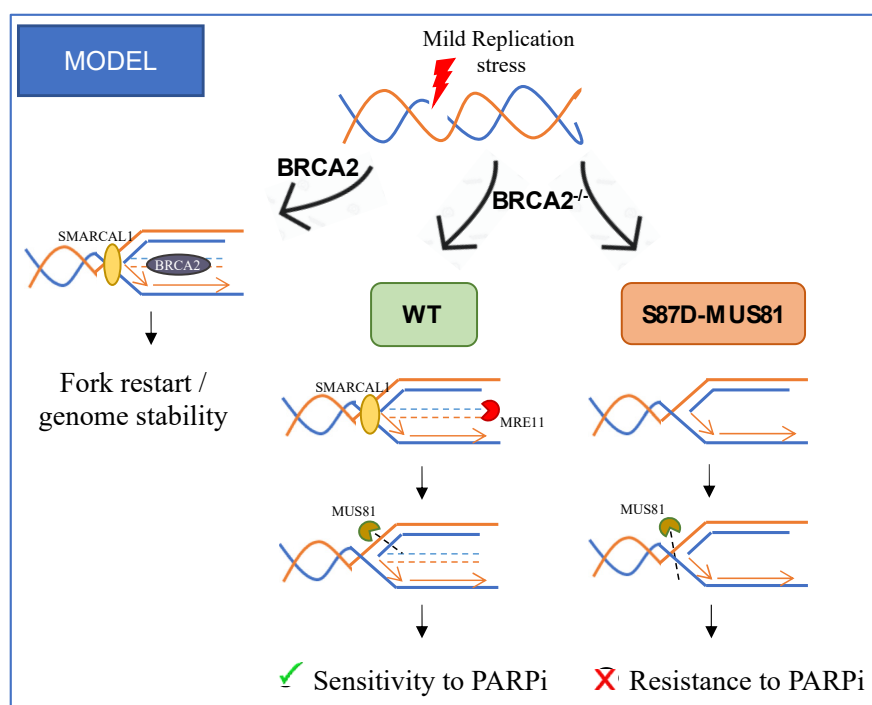 MODEL
Mild Replication
stress
BRCA2
BRCA2-/-
SMARCAL1
BRCA2
Fork restart /
genome stability
WT
S87D-MUS81
SMARCAL1
MRE11
MUS81
MUS81
Sensitivity to PARPi
Resistance to PARPi